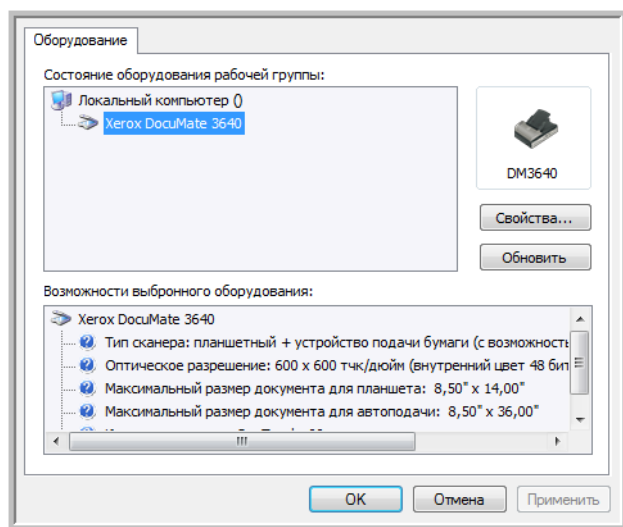 Оборудование
Состояние оборудования рабочей группы:
Локальный компьютер ()
Xerox DocuMate 3640
DM3640
Свойства...
Обновить
Возможности выбронного оборудования:
Xerox DocuMate 3640
Тип сканера: планшетный + устройство подачи бумаги (с возможность
Оптическое разрешение: 600 x 600 тчк/дюйм (внутренний цвет 48 бит
Максимальный размер документа для планшета: 8,50" x 14,00"
Максимальный размер документа для автоподачи: 8,50" x 36,00"
OK
Отмена
Применить